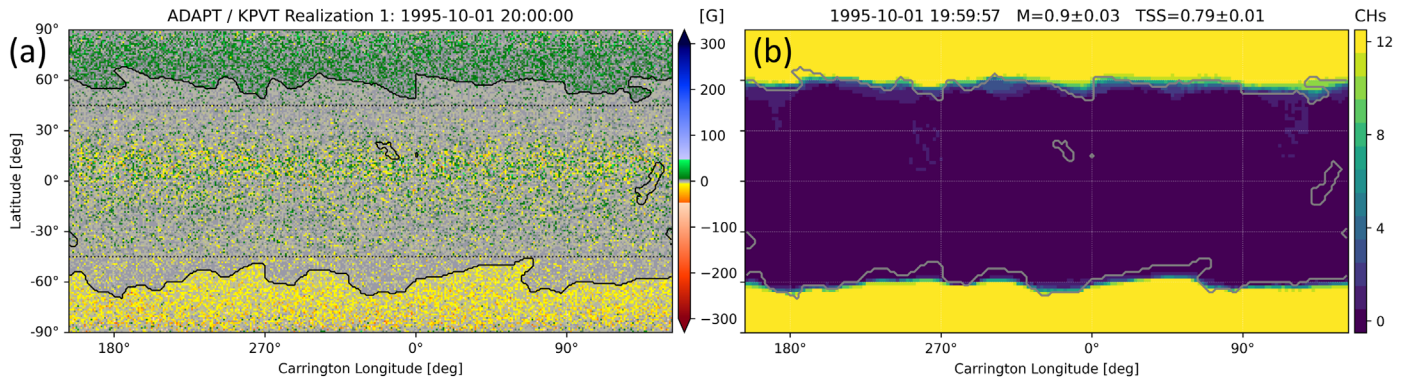 ADAPT / KPVT Realization 1: 1995-10-01 20:00:00
[G]
(a)
90°
60°
30°
0°
-30°
-60°
-90°
Latitude [deg]
180°
270°
0°
90°
Carrington Longitude [deg]
300
200
100
0
−100
−200
−300
1995-10-01 19:59:57 M=0.9±0.03 TSS=0.79±0.01
CHs
(b)
180°
270°
0°
90°
Carrington Longitude [deg]
12
8
4
0